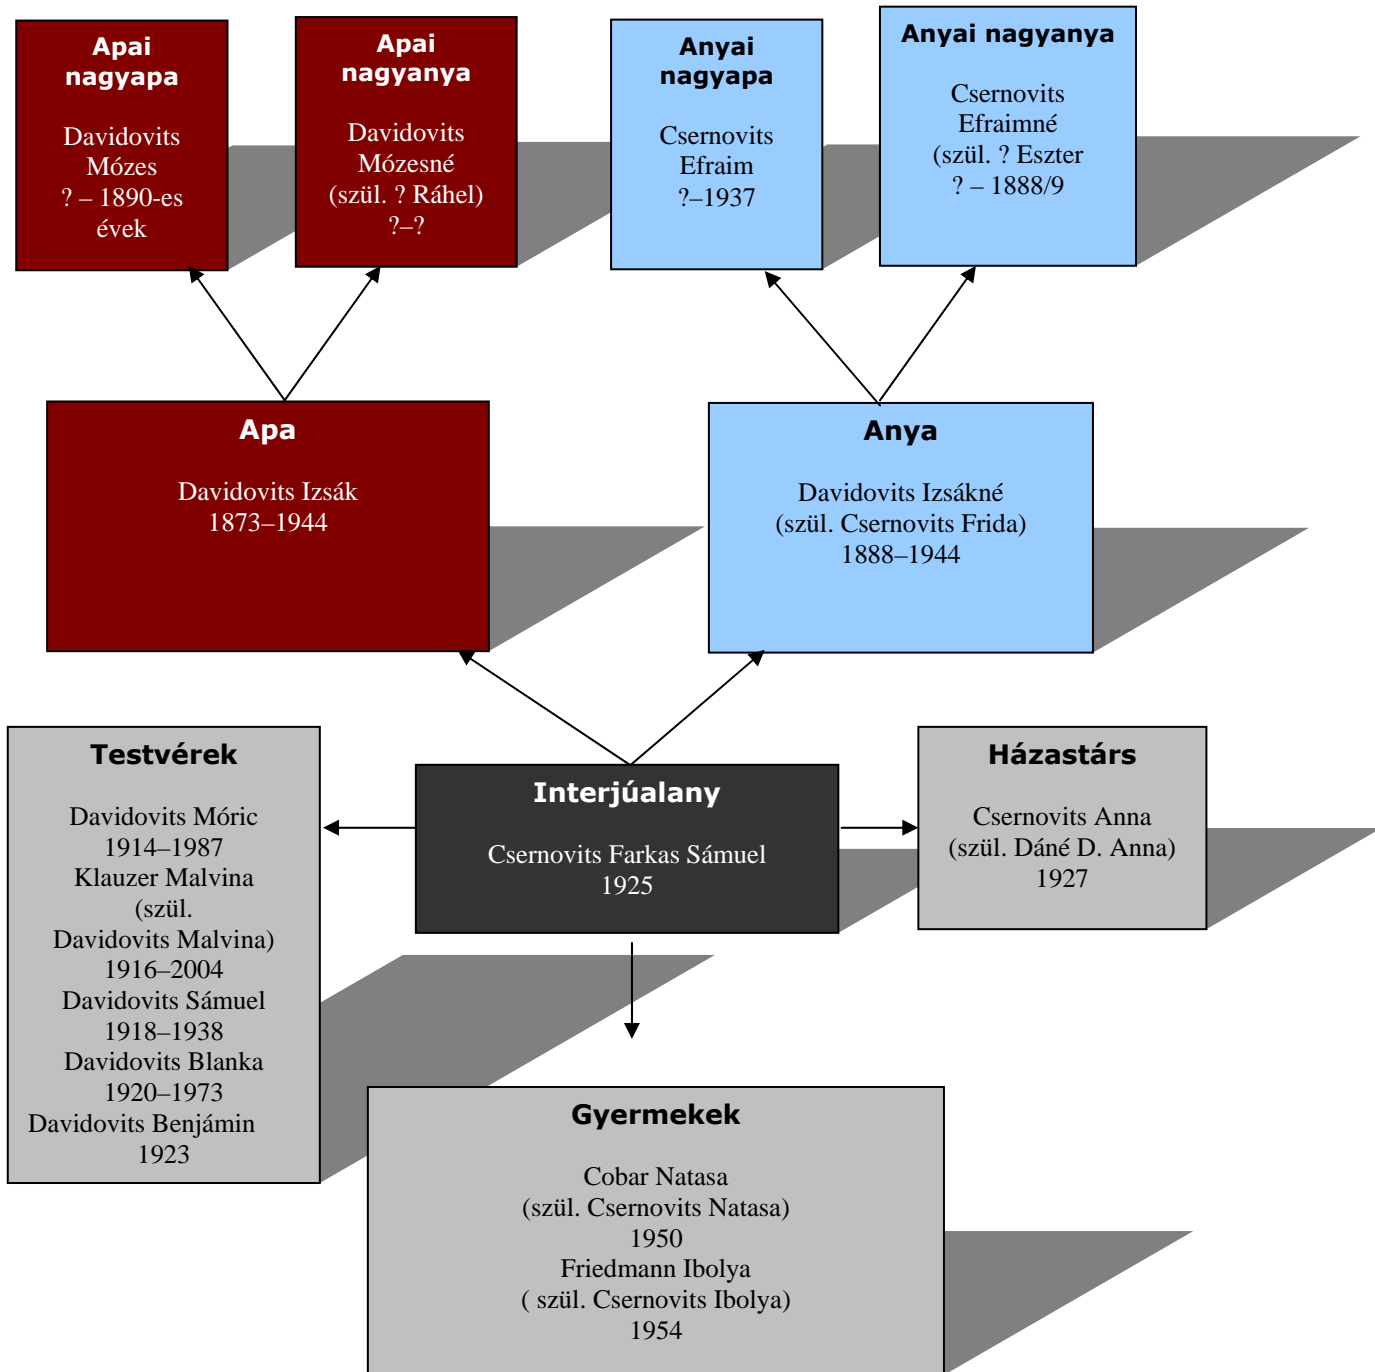 Apai
nagyapa
Davidovits
Mózes
? – 1890-es
évek
Apai
nagyanya
Davidovits
Mózesné
(szül. ? Ráhel)
?–?
Anyai
nagyapa
Csernovits
Efraim
?–1937
Anyai nagyanya
Csernovits
Efraimné
(szül. ? Eszter
? – 1888/9
Apa
Davidovits Izsák
1873–1944
Anya
Davidovits Izsákné
(szül. Csernovits Frida)
1888–1944
Testvérek
Davidovits Móric
1914–1987
Klauzer Malvina
(szül.
Davidovits Malvina)
1916–2004
Davidovits Sámuel
1918–1938
Davidovits Blanka
1920–1973
Davidovits Benjámin
1923
Interjúalany
Csernovits Farkas Sámuel
1925
Házastárs
Csernovits Anna
(szül. Dáné D. Anna)
1927
Gyermekek
Cobar Natasa
(szül. Csernovits Natasa)
1950
Friedmann Ibolya
( szül. Csernovits Ibolya)
1954